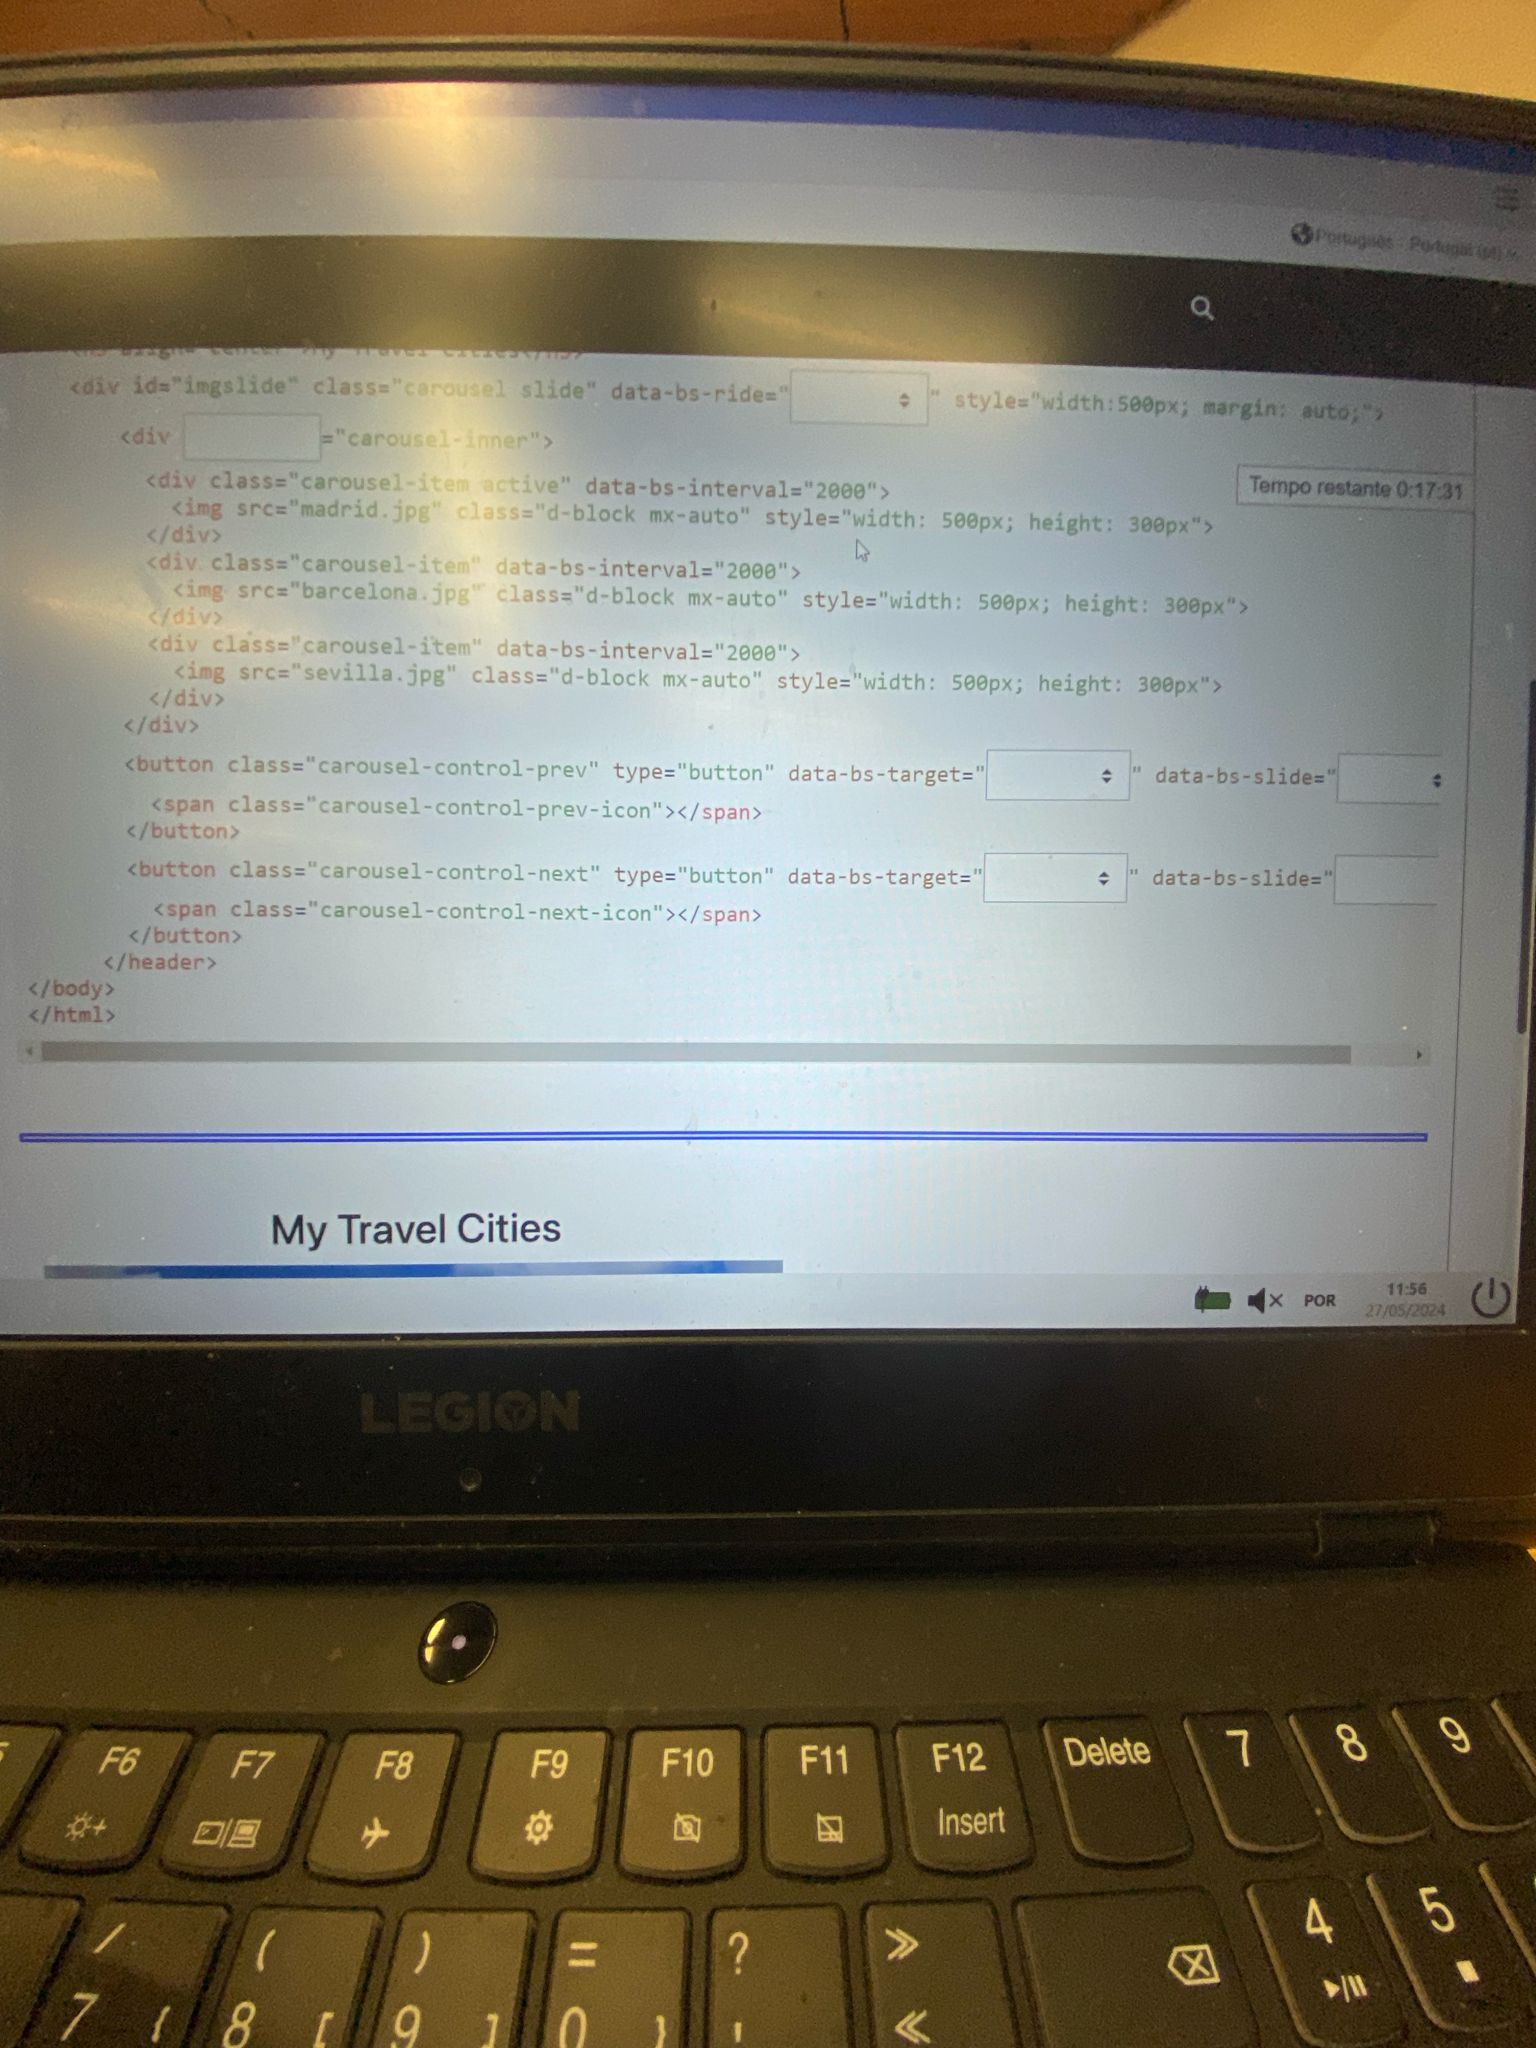 Português - Portugal (pt)
<div id="imgslide" class="carousel slide" data-bs-ride="" style="width:500px; margin: auto;">
<div ="carousel-inner">
<div class="carousel-item active" data-bs-interval="2000">
Tempo restante 0:17:31
<img src="madrid.jpg" class="d-block mx-auto" style="width: 500px; height: 300px">
</div>
<div class="carousel-item" data-bs-interval="2000">
<img src="barcelona.jpg" class="d-block mx-auto" style="width: 500px; height: 300px">
</div>
<div class="carousel-item" data-bs-interval="2000">
<img src="sevilla.jpg" class="d-block mx-auto" style="width: 500px; height: 300px">
</div>
</div>
<button class="carousel-control-prev" type="button" data-bs-target="" data-bs-slide="
<span class="carousel-control-prev-icon"></span>
</button>
<button class="carousel-control-next" type="button" data-bs-target="" data-bs-slide="
<span class="carousel-control-next-icon"></span>
</button>
</header>
</body>
</html>
My Travel Cities
POR
11:56
27/05/2024
LEGION
F6 F7 F8 F9 F10 F11 F12 Delete 7 8 9
Insert
/ ( ) = ? » 4 5
7 { 8 [ 9 ] 0 } ' «